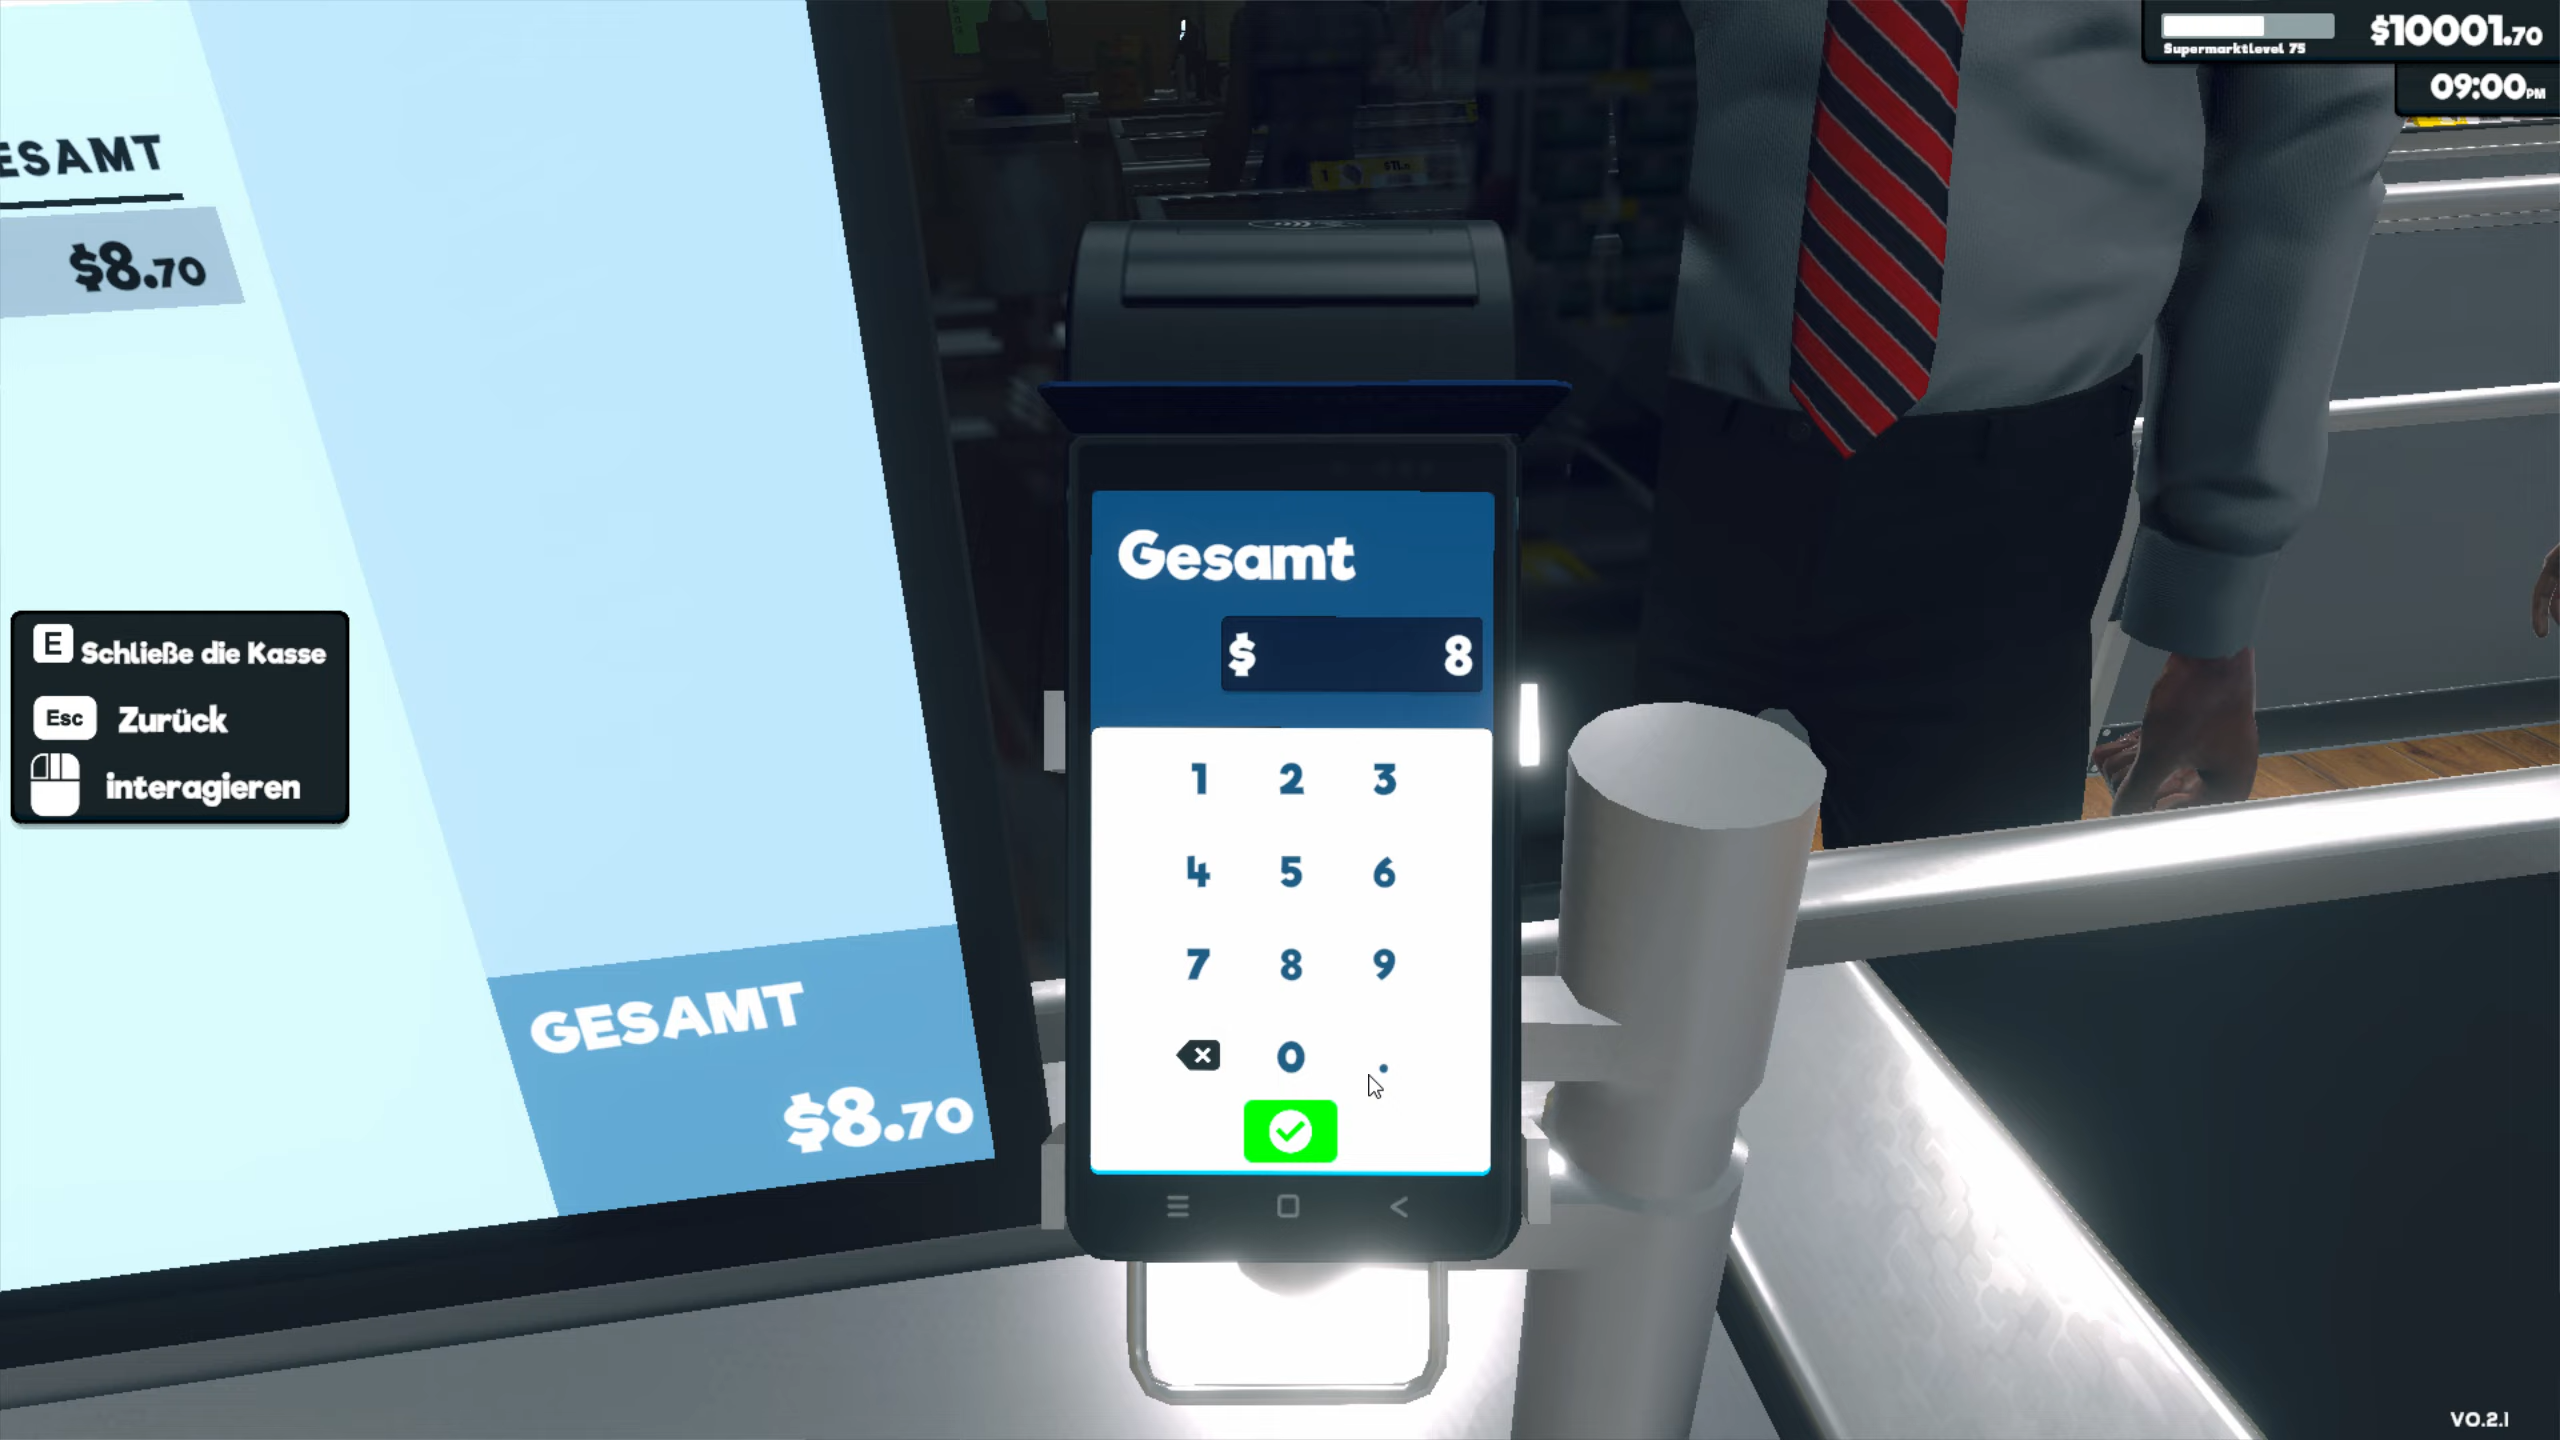 ESAMT
$8.70
E Schließe die Kasse
Esc Zurück
interagieren
GESAMT
$8.70
Gesamt
$ 8
1 2 3
4 5 6
7 8 9
0 .
Supermarktlevel 75
$10001.70
09:00PM
V0.2.1